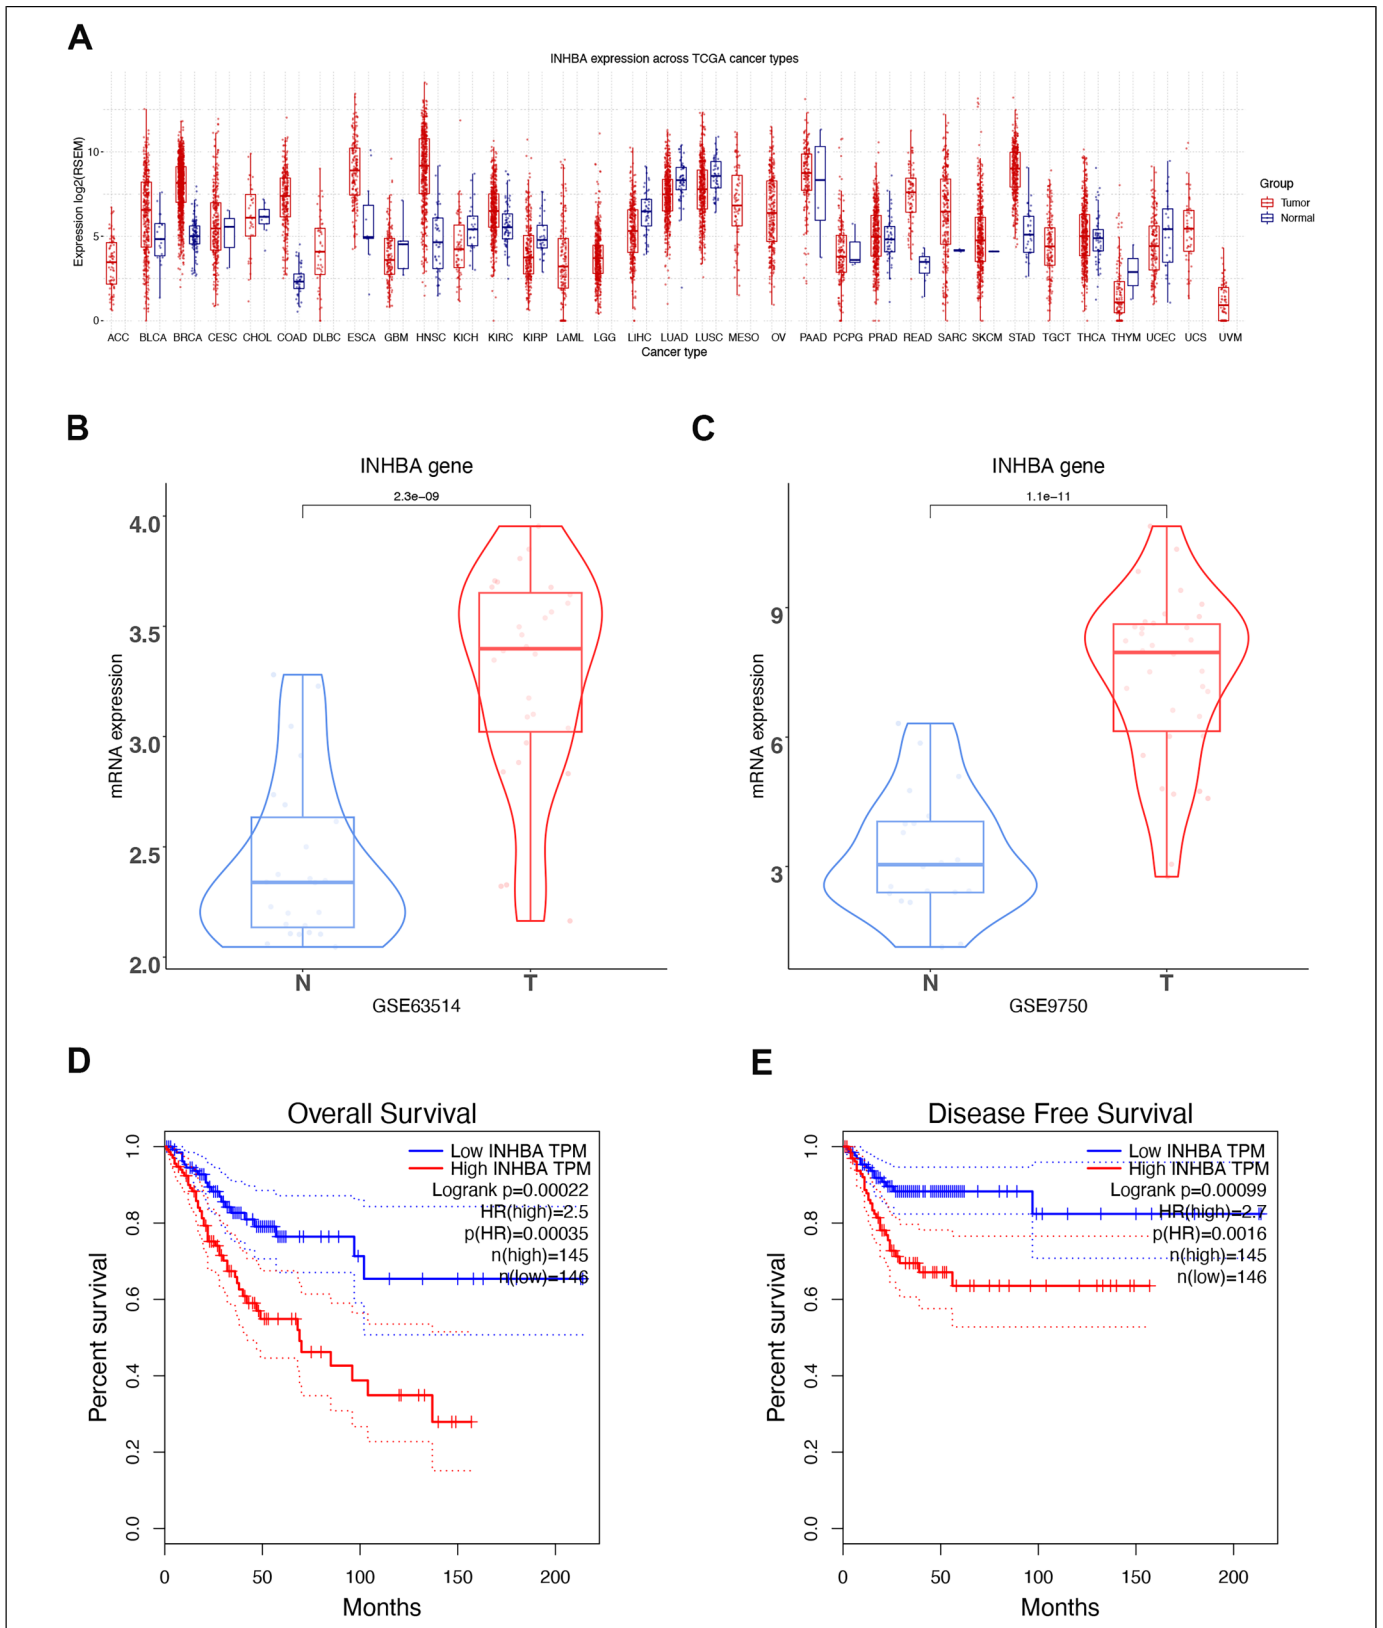 A
INHBA expression across TCGA cancer types
Expression log2(RSEM)
10
5
0
ACC BLCA BRCA CESC CHOL COAD DLBC ESCA GBM HNSC KICH KIRC KIRP LAML LGG LIHC LUAD LUSC MESO OV PAAD PCPG PRAD READ SARC SKCM STAD TGCT THCA THYM UCEC UCS UVM
Cancer type
Group
Tumor
Normal
B
INHBA gene
2.3e−09
mRNA expression
4.0
3.5
3.0
2.5
2.0
N T
GSE63514
C
INHBA gene
1.1e−11
mRNA expression
9
6
3
N T
GSE9750
D
Overall Survival
Low INHBA TPM
High INHBA TPM
Logrank p=0.00022
HR(high)=2.5
p(HR)=0.00035
n(high)=145
n(low)=146
Percent survival
1.0
0.8
0.6
0.4
0.2
0.0
0 50 100 150 200
Months
E
Disease Free Survival
Low INHBA TPM
High INHBA TPM
Logrank p=0.00099
HR(high)=2.7
p(HR)=0.0016
n(high)=145
n(low)=146
Percent survival
1.0
0.8
0.6
0.4
0.2
0.0
0 50 100 150 200
Months